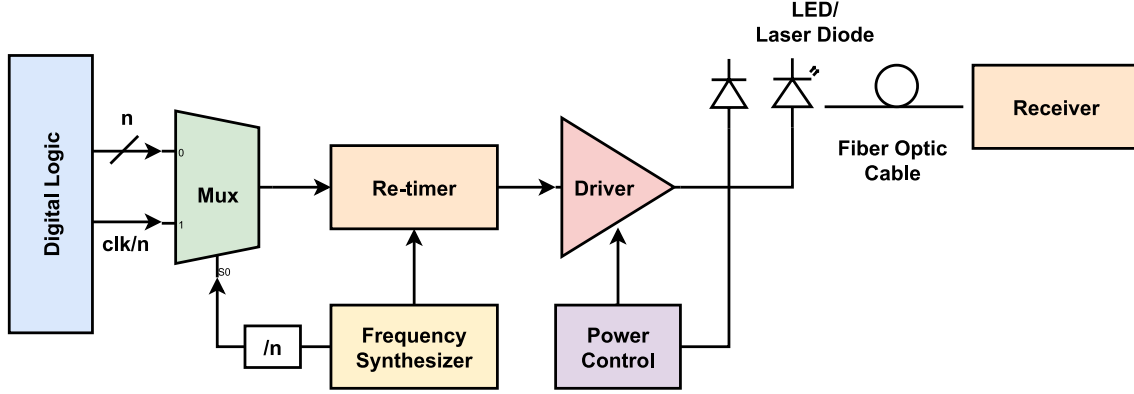 LED/
Laser Diode
Digital Logic
n
0
Mux
1
clk/n
S0
Re-timer
Driver
Receiver
Fiber Optic
Cable
/n
Frequency
Synthesizer
Power
Control